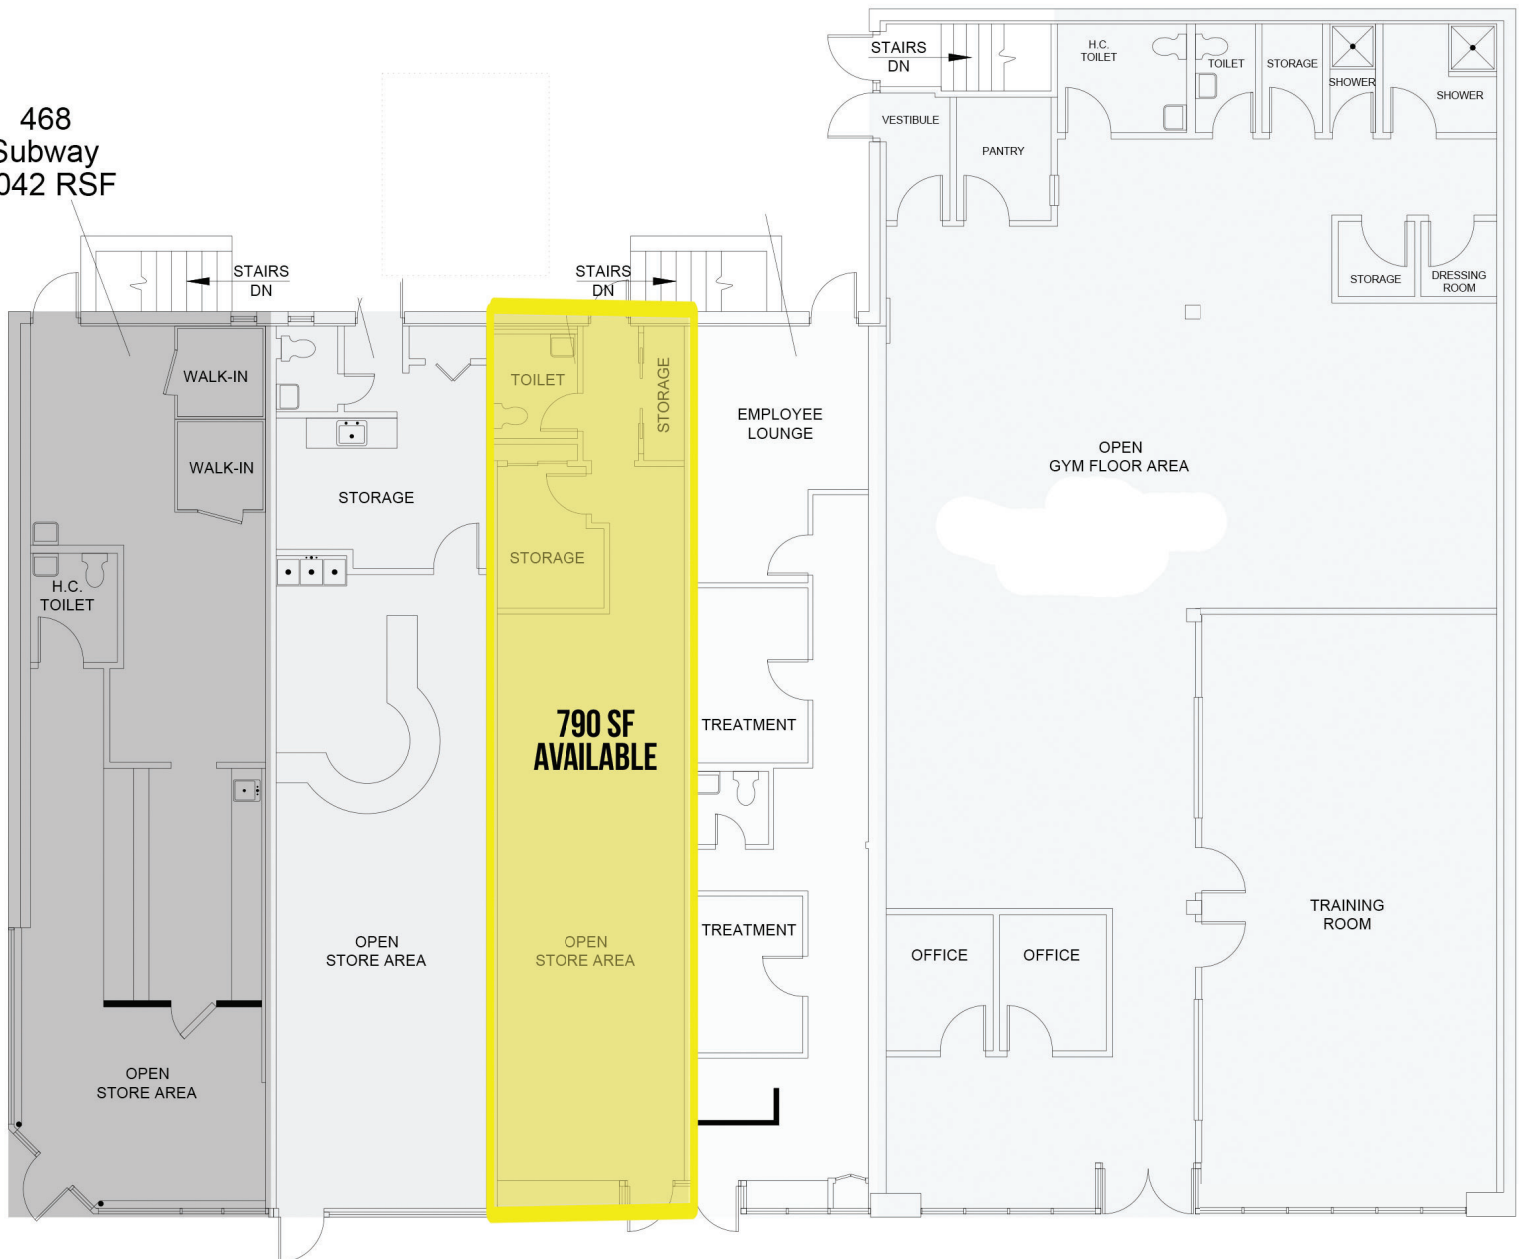 468
Subway
042 RSF
STAIRS
DN
WALK-IN
WALK-IN
H.C.
TOILET
OPEN
STORE AREA
STORAGE
OPEN
STORE AREA
STAIRS
DN
TOILET
STORAGE
STORAGE
790 SF
AVAILABLE
OPEN
STORE AREA
EMPLOYEE
LOUNGE
TREATMENT
TREATMENT
STAIRS
DN
VESTIBULE
PANTRY
H.C.
TOILET
TOILET
STORAGE
SHOWER
SHOWER
STORAGE
DRESSING
ROOM
OPEN
GYM FLOOR AREA
OFFICE
OFFICE
TRAINING
ROOM